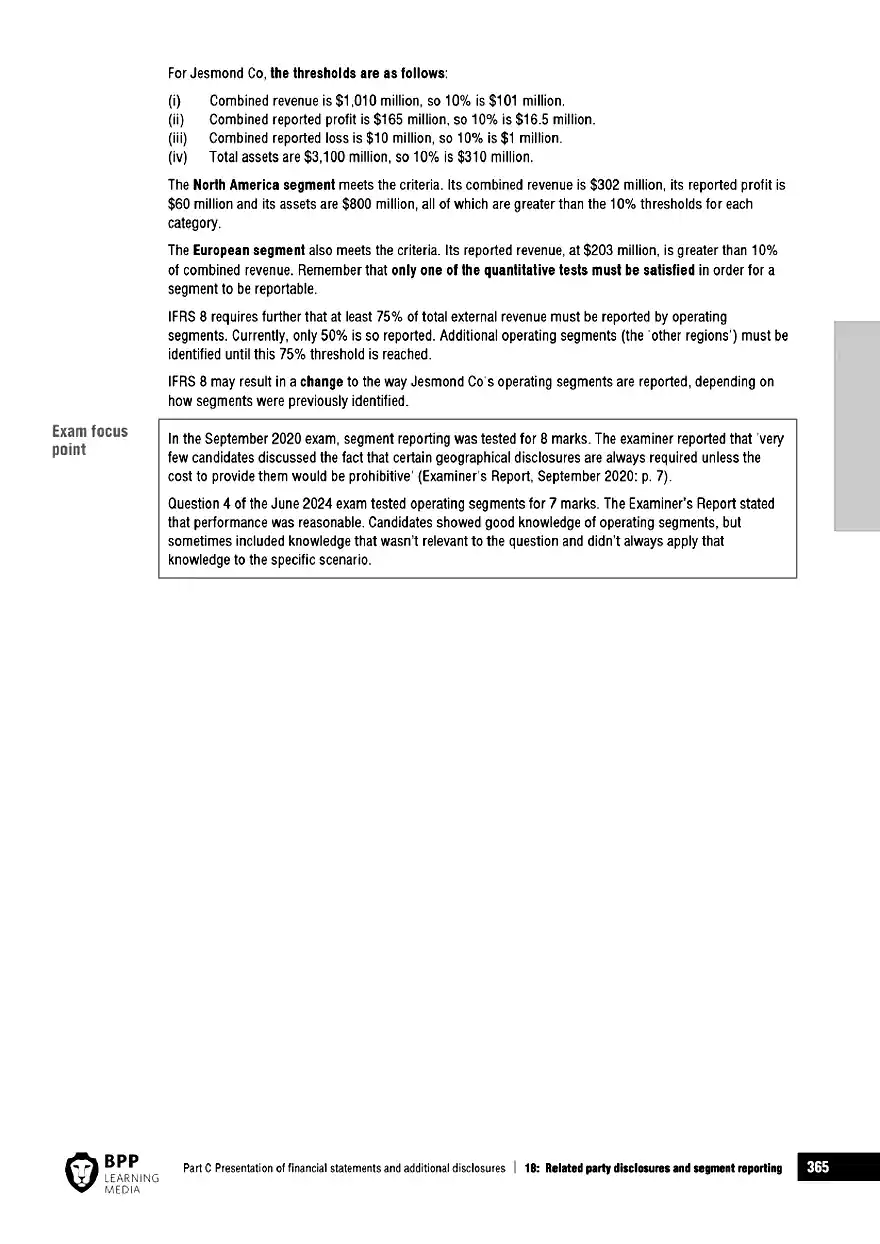 For Jesmond Co, the thresholds are as follows:
(i) Combined revenue is $1,010 million, so 10% is $101 million.
(ii) Combined reported profit is $165 million, so 10% is $16.5 million.
(iii) Combined reported loss is $10 million, so 10% is $1 million.
(iv) Total assets are $3,100 million, so 10% is $310 million.
The North America segment meets the criteria. Its combined revenue is $302 million, its reported profit is
$60 million and its assets are $800 million, all of which are greater than the 10% thresholds for each
category.
The European segment also meets the criteria. Its reported revenue, at $203 million, is greater than 10%
of combined revenue. Remember that only one of the quantitative tests must be satisfied in order for a
segment to be reportable.
IFRS 8 requires further that at least 75% of total external revenue must be reported by operating
segments. Currently, only 50% is so reported. Additional operating segments (the 'other regions') must be
identified until this 75% threshold is reached.
IFRS 8 may result in a change to the way Jesmond Co's operating segments are reported, depending on
how segments were previously identified.
Exam focus
point
In the September 2020 exam, segment reporting was tested for 8 marks. The examiner reported that 'very
few candidates discussed the fact that certain geographical disclosures are always required unless the
cost to provide them would be prohibitive' (Examiner's Report, September 2020: p. 7).
Question 4 of the June 2024 exam tested operating segments for 7 marks. The Examiner's Report stated
that performance was reasonable. Candidates showed good knowledge of operating segments, but
sometimes included knowledge that wasn't relevant to the question and didn't always apply that
knowledge to the specific scenario.
BPP
LEARNING
MEDIA
Part C Presentation of financial statements and additional disclosures | 18: Related party disclosures and segment reporting 365